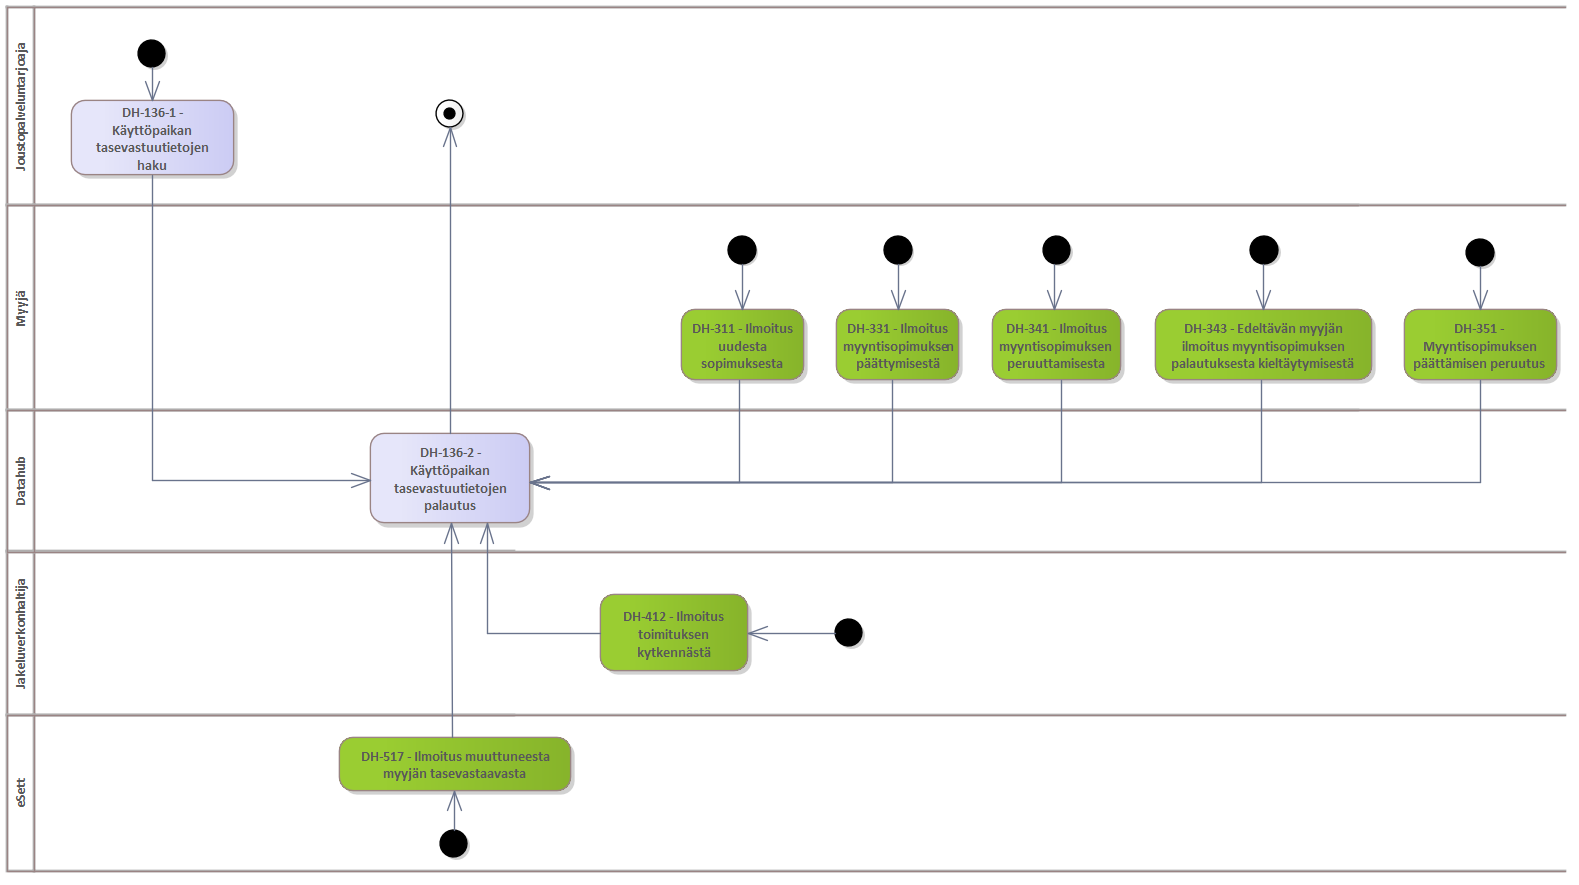 Joustopalveluntarjoaja
DH-136-1 -
Käyttöpaikan
tasevastuutietojen
haku
Myyjä
DH-311 - Ilmoitus
uudesta
sopimuksesta
DH-331 - Ilmoitus
myyntisopimuksen
päättymisestä
DH-341 - Ilmoitus
myyntisopimuksen
peruuttamisesta
DH-343 - Edeltävän myyjän
ilmoitus myyntisopimuksen
palautuksesta kieltäytymisestä
DH-351 -
Myyntisopimuksen
päättämisen peruutus
Datahub
DH-136-2 -
Käyttöpaikan
tasevastuutietojen
palautus
Jakeluverkonhaltija
DH-412 - Ilmoitus
toimituksen
kytkennästä
eSett
DH-517 - Ilmoitus muuttuneesta
myyjän tasevastaavasta